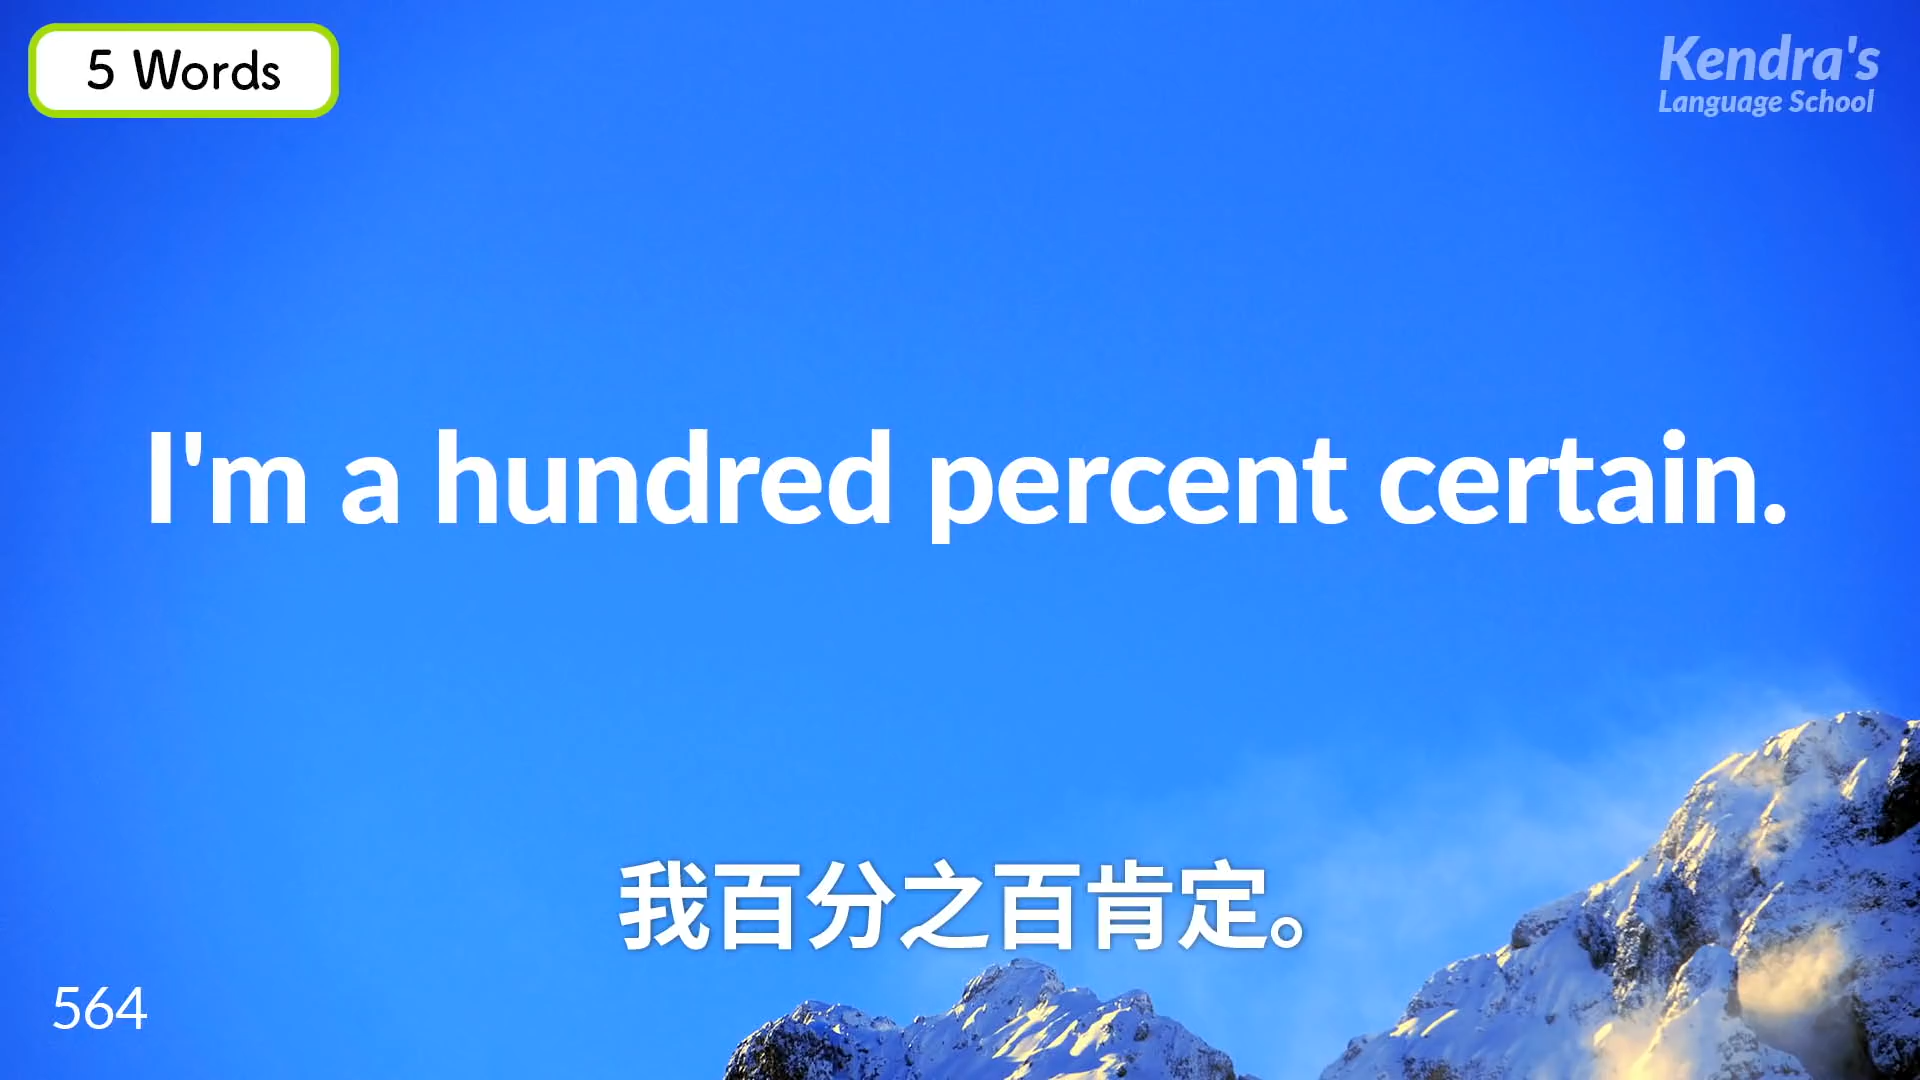 5 Words
Kendra's
Language School
I'm a hundred percent certain.
我百分之百肯定。
564